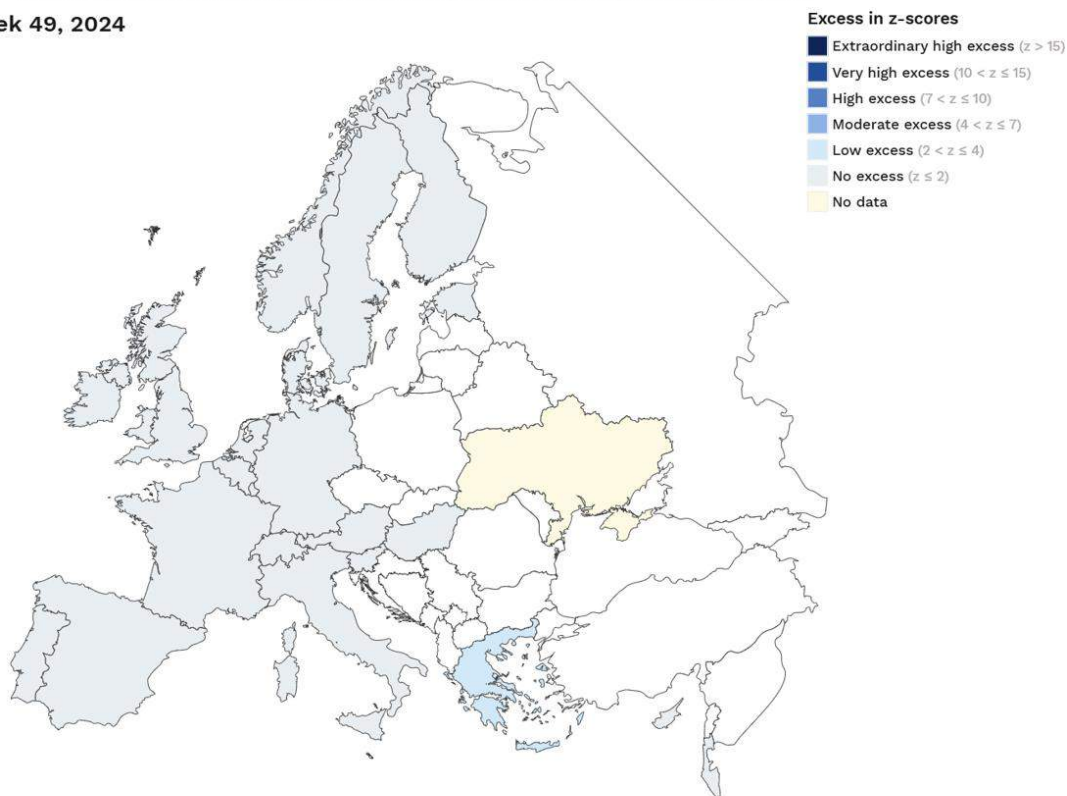 ek 49, 2024
Excess in z-scores
Extraordinary high excess (z > 15)
Very high excess (10 < z ≤ 15)
High excess (7 < z ≤ 10)
Moderate excess (4 < z ≤ 7)
Low excess (2 < z ≤ 4)
No excess (z ≤ 2)
No data